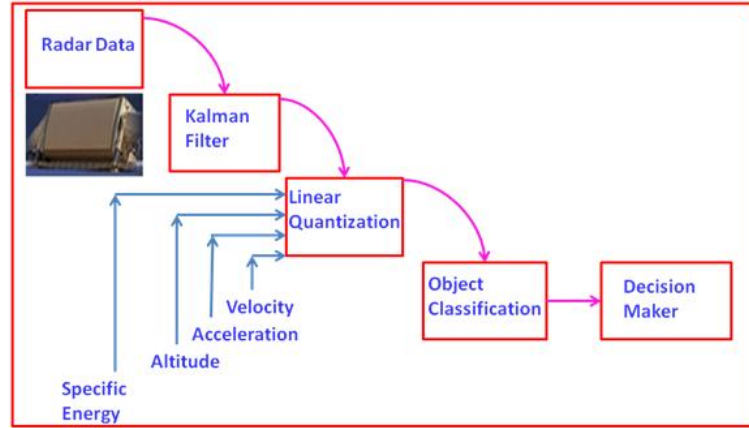 Radar Data
Kalman
Filter
Linear
Quantization
Object
Classification
Decision
Maker
Velocity
Acceleration
Altitude
Specific
Energy